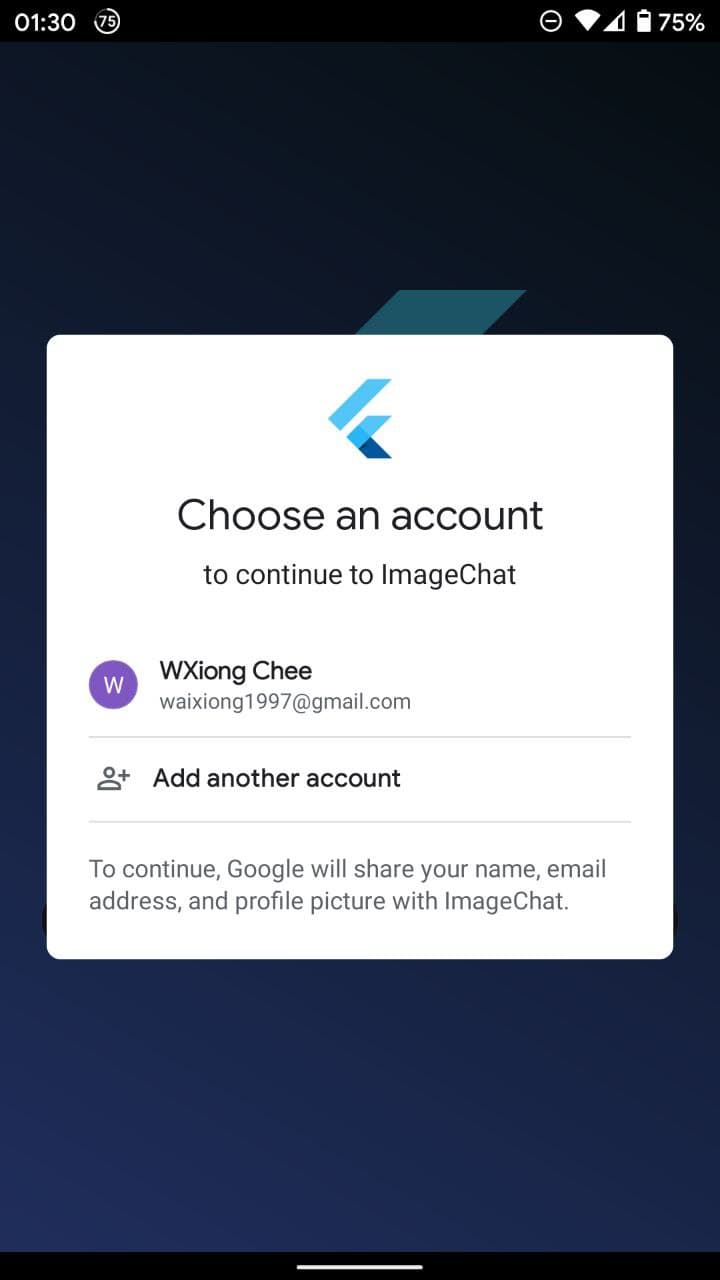 01:30 75 75%
Choose an account
to continue to ImageChat
W
WXiong Chee
waixiong1997@gmail.com
Add another account
To continue, Google will share your name, email
address, and profile picture with ImageChat.